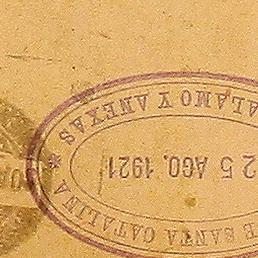 E SANTA CATALINA
25 AGO. 1921
ALAMO Y ANEXAS